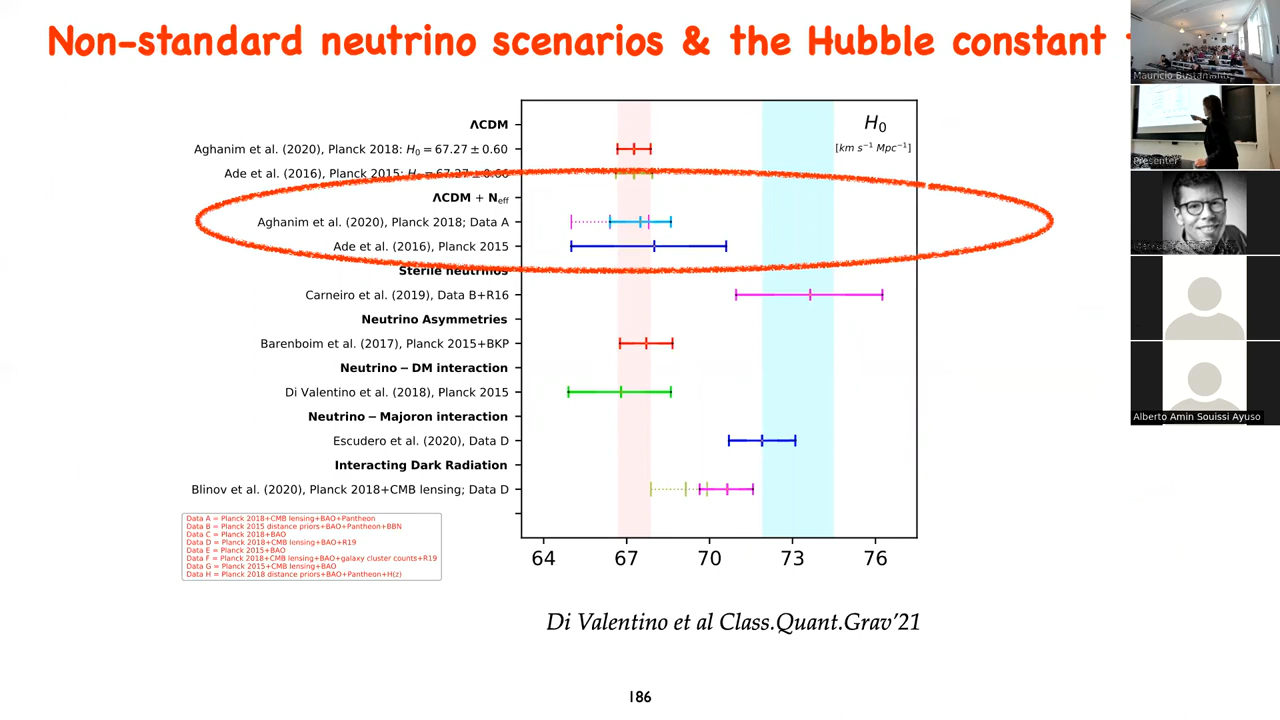 Non-standard neutrino scenarios & the Hubble constant
Mauricio Bustamante
Presenter
Alberto Amin Souissi Ayuso
H0
[km s−1 Mpc−1]
ΛCDM
Aghanim et al. (2020), Planck 2018: H0 = 67.27 ± 0.60
Ade et al. (2016), Planck 2015: H0 = 67.27 ± 0.66
ΛCDM + Neff
Aghanim et al. (2020), Planck 2018; Data A
Ade et al. (2016), Planck 2015
Sterile neutrinos
Carneiro et al. (2019), Data B+R16
Neutrino Asymmetries
Barenboim et al. (2017), Planck 2015+BKP
Neutrino − DM interaction
Di Valentino et al. (2018), Planck 2015
Neutrino − Majoron interaction
Escudero et al. (2020), Data D
Interacting Dark Radiation
Blinov et al. (2020), Planck 2018+CMB lensing; Data D
Data A = Planck 2018+CMB lensing+BAO+Pantheon
Data B = Planck 2015 distance priors+BAO+Pantheon+BBN
Data C = Planck 2018+BAO
Data D = Planck 2018+CMB lensing+BAO+R19
Data E = Planck 2015+BAO
Data F = Planck 2018+CMB lensing+BAO+galaxy cluster counts+R19
Data G = Planck 2015+CMB lensing+BAO
Data H = Planck 2018 distance priors+BAO+Pantheon+H(z)
64 67 70 73 76
Di Valentino et al Class.Quant.Grav'21
186